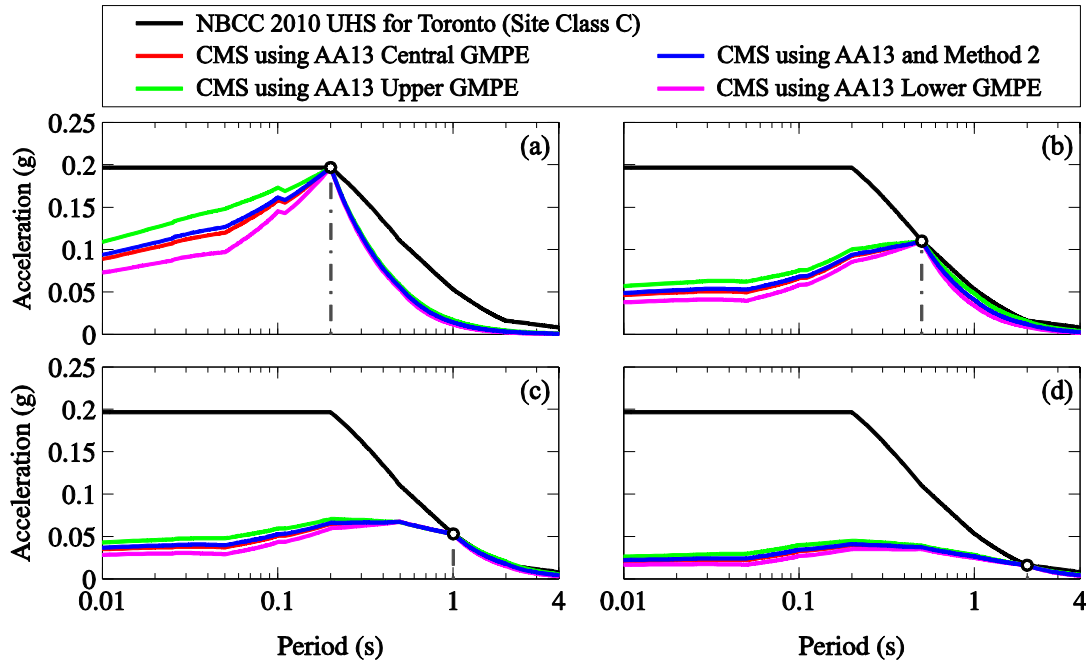 NBCC 2010 UHS for Toronto (Site Class C)
CMS using AA13 Central GMPE
CMS using AA13 and Method 2
CMS using AA13 Upper GMPE
CMS using AA13 Lower GMPE
0.25
0.2
0.15
0.1
0.05
0
Acceleration (g)
(a)
(b)
0.25
0.2
0.15
0.1
0.05
0
Acceleration (g)
(c)
(d)
0.01
0.1
1
4
0.01
0.1
1
4
Period (s)
Period (s)